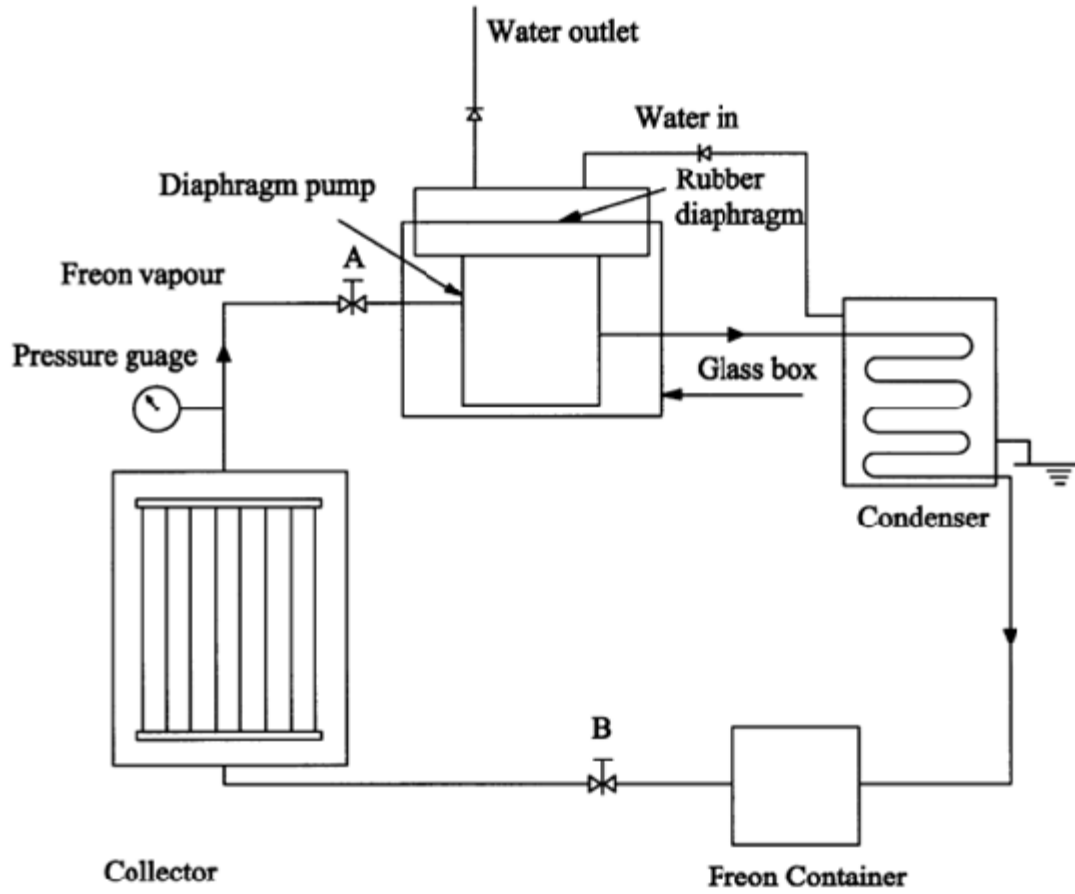 Water outlet
Water in
Diaphragm pump
Rubber
diaphragm
A
Freon vapour
Pressure guage
Glass box
Condenser
B
Collector
Freon Container